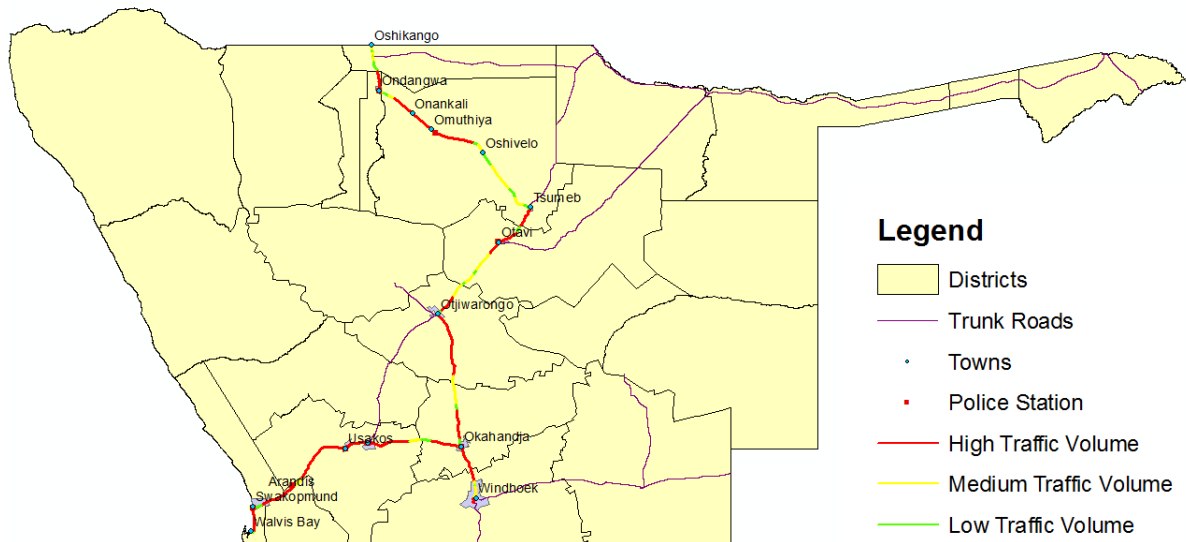 Oshikango
Ondangwa
Onankali
Omuthiya
Oshivelo
Tsumeb
Otavi
Otjiwarongo
Usakos
Okahandja
Arandis
Swakopmund
Windhoek
Walvis Bay
Legend
Districts
Trunk Roads
Towns
Police Station
High Traffic Volume
Medium Traffic Volume
Low Traffic Volume